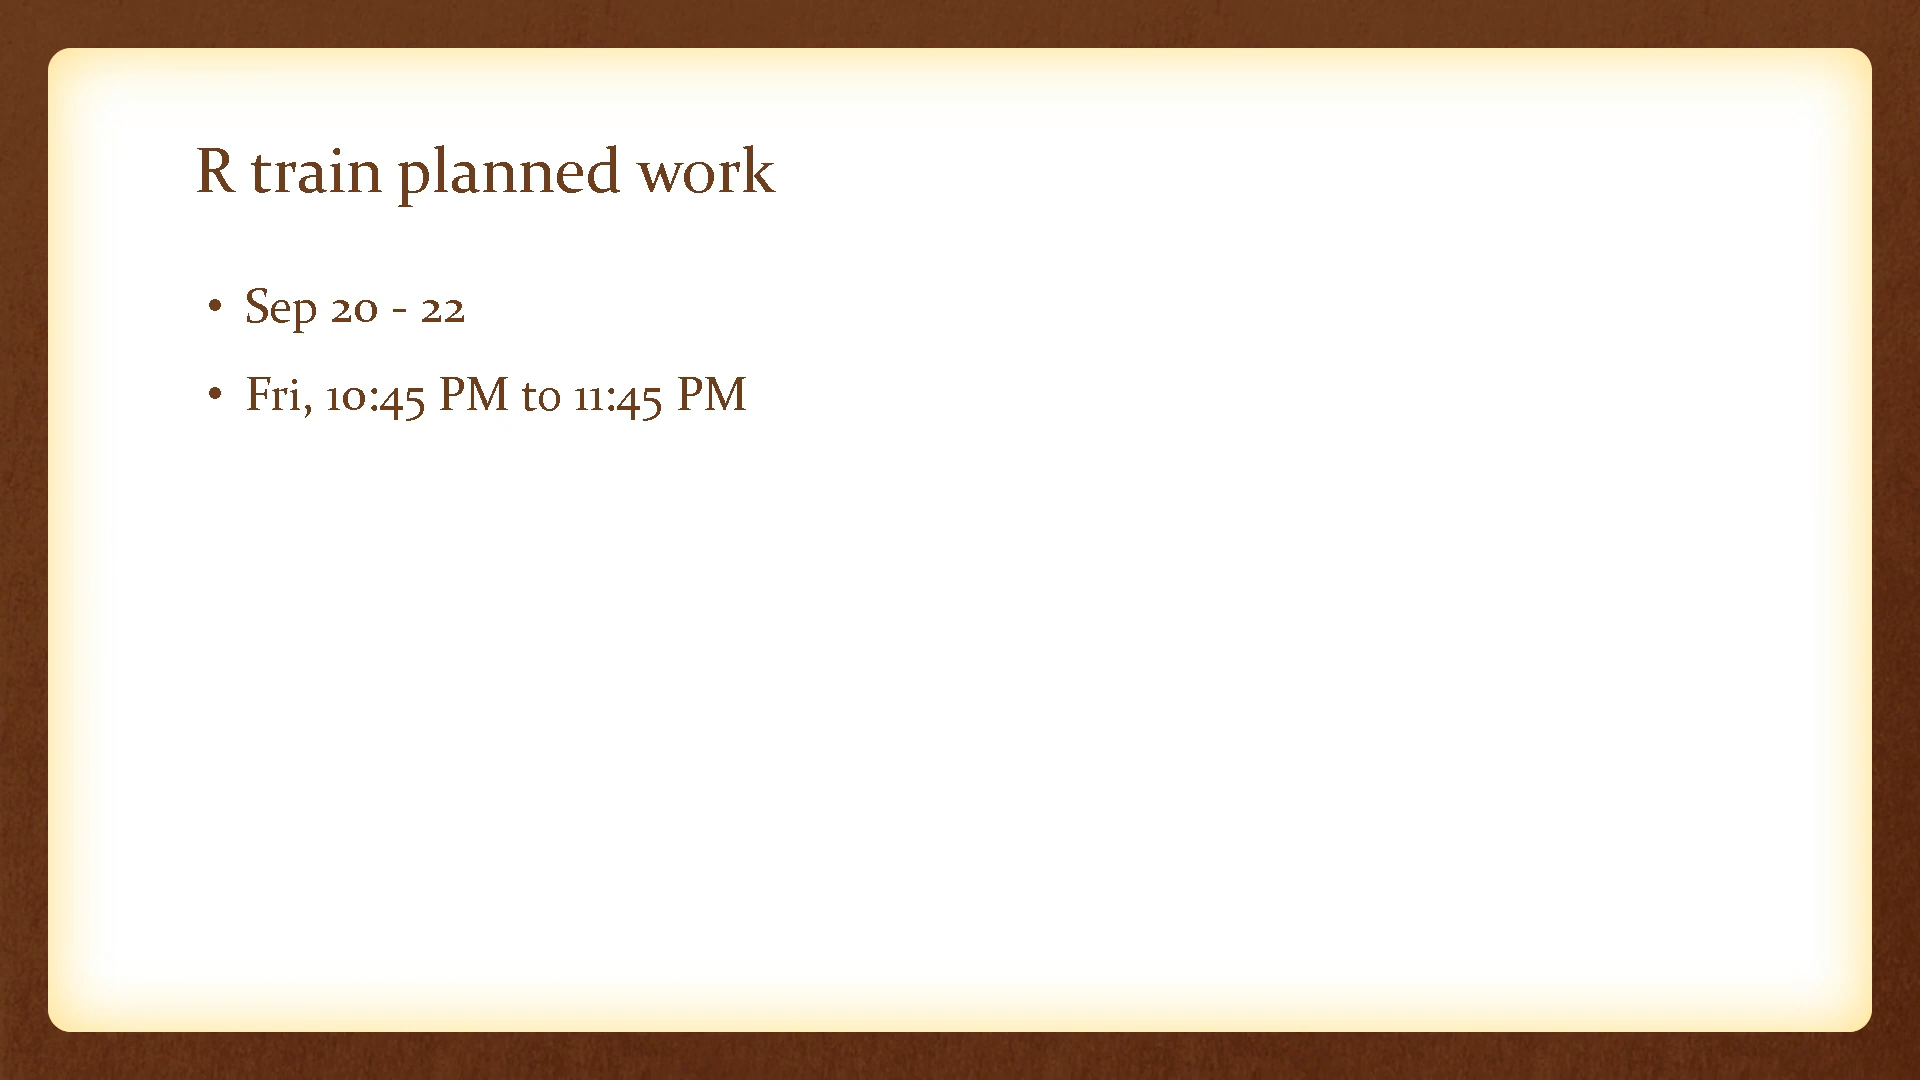 R train planned work
• Sep 20 - 22
• Fri, 10:45 PM to 11:45 PM